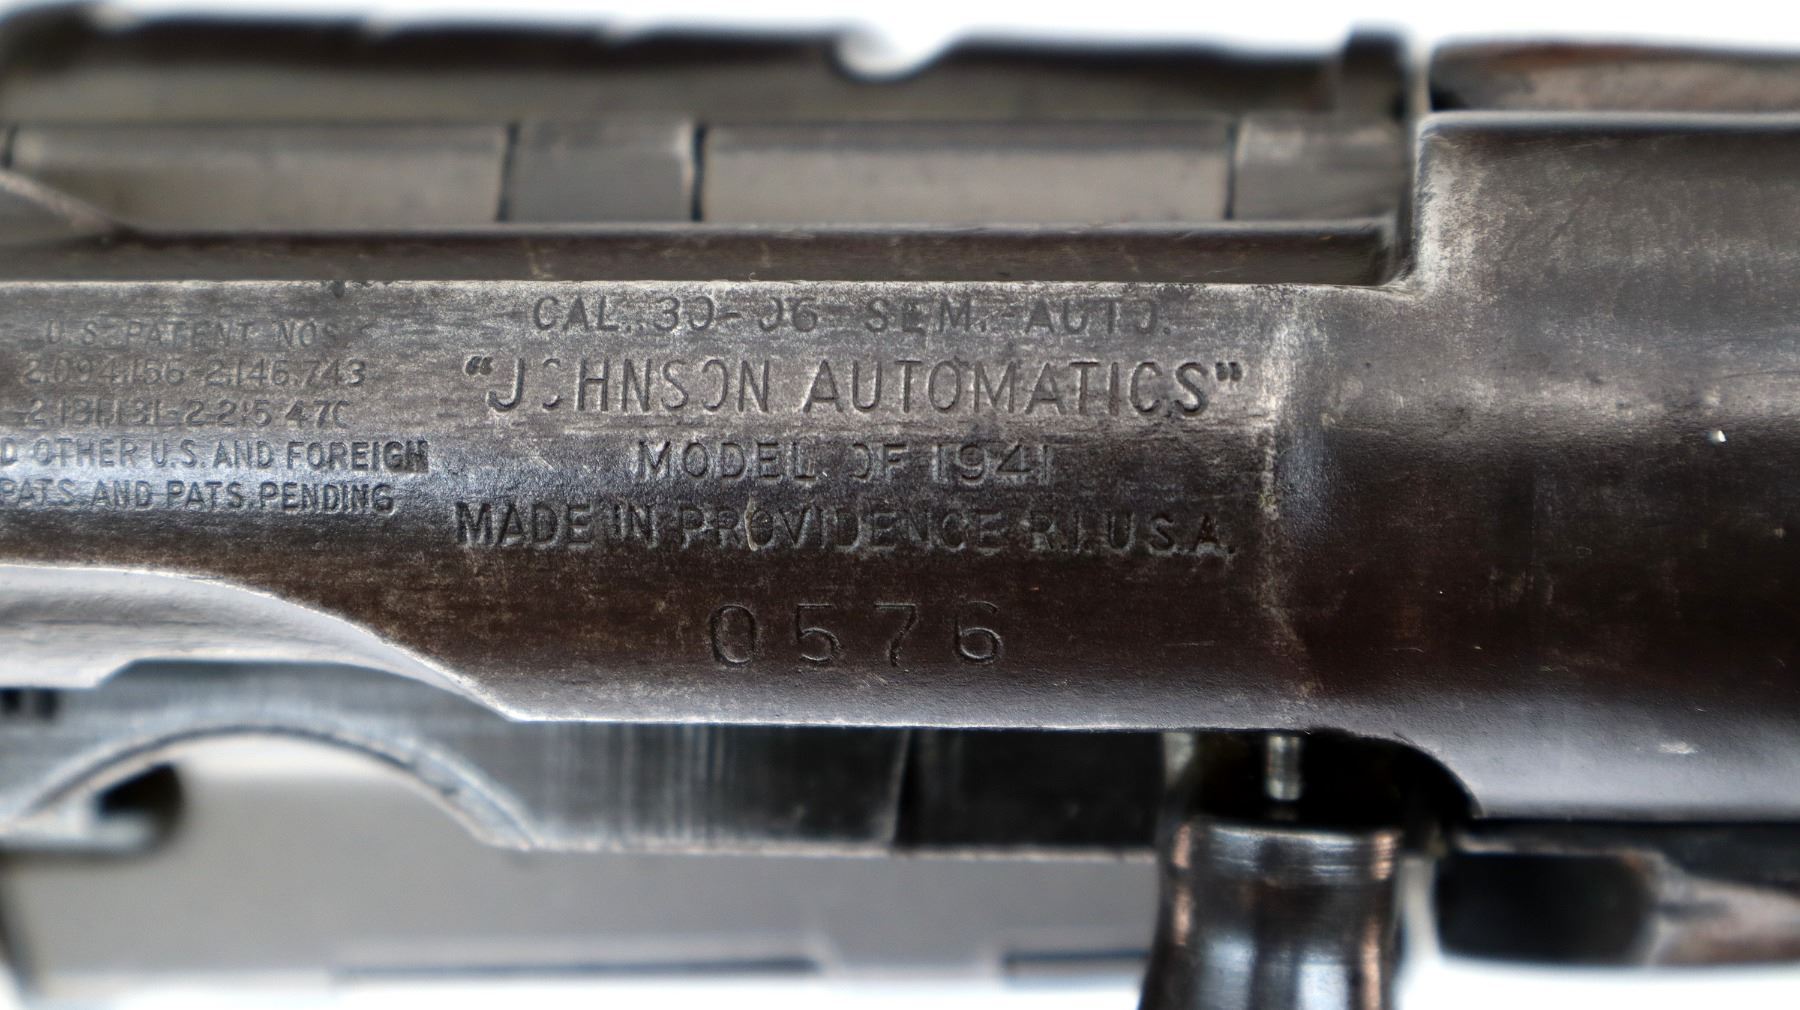 CAL. 30-06 SEMI-AUTO.
"JOHNSON AUTOMATICS"
MODEL OF 1941
MADE IN PROVIDENCE R.I. U.S.A.
0576
U.S. PATENT NOS.
2,094,156-2,146,743
2,181,131-2,215,470
D OTHER U.S. AND FOREIGN
PATS. AND PATS. PENDING